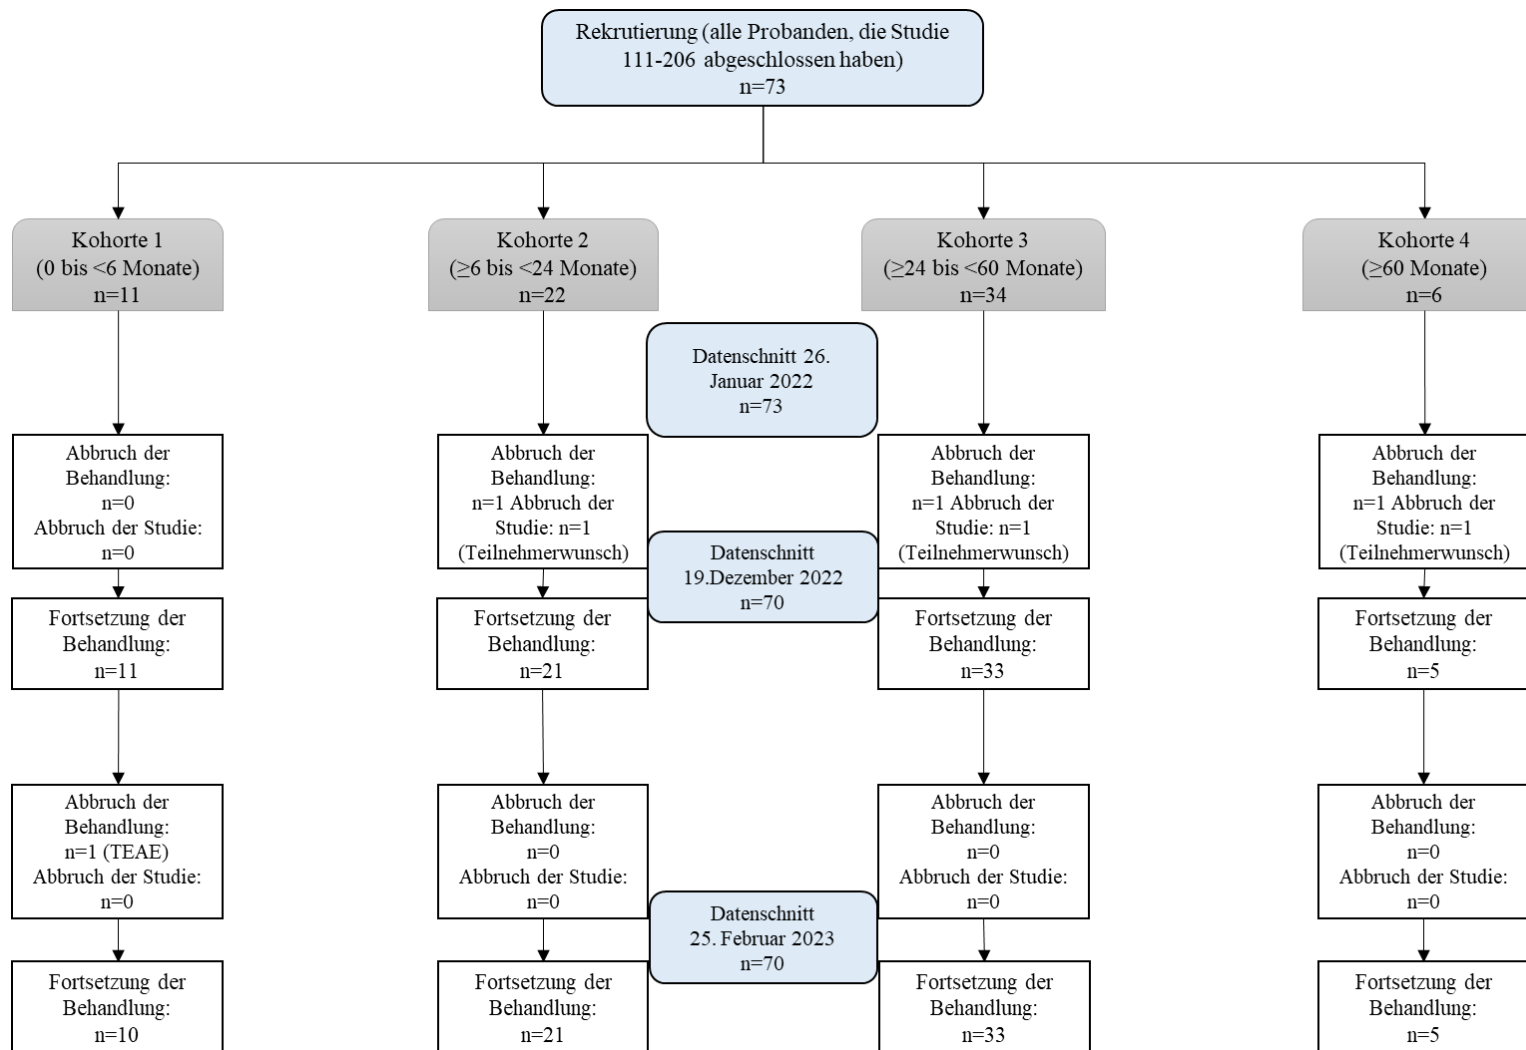 Rekrutierung (alle Probanden, die Studie
111-206 abgeschlossen haben)
n=73
Kohorte 1
(0 bis <6 Monate)
n=11
Kohorte 2
(≥6 bis <24 Monate)
n=22
Kohorte 3
(≥24 bis <60 Monate)
n=34
Kohorte 4
(≥60 Monate)
n=6
Datenschnitt 26.
Januar 2022
n=73
Abbruch der
Behandlung:
n=0
Abbruch der Studie:
n=0
Abbruch der
Behandlung:
n=1 Abbruch der
Studie: n=1
(Teilnehmerwunsch)
Abbruch der
Behandlung:
n=1 Abbruch der
Studie: n=1
(Teilnehmerwunsch)
Abbruch der
Behandlung:
n=1 Abbruch der
Studie: n=1
(Teilnehmerwunsch)
Datenschnitt
19.Dezember 2022
n=70
Fortsetzung der
Behandlung:
n=11
Fortsetzung der
Behandlung:
n=21
Fortsetzung der
Behandlung:
n=33
Fortsetzung der
Behandlung:
n=5
Abbruch der
Behandlung:
n=1 (TEAE)
Abbruch der Studie:
n=0
Abbruch der
Behandlung:
n=0
Abbruch der Studie:
n=0
Abbruch der
Behandlung:
n=0
Abbruch der Studie:
n=0
Abbruch der
Behandlung:
n=0
Abbruch der Studie:
n=0
Datenschnitt
25. Februar 2023
n=70
Fortsetzung der
Behandlung:
n=10
Fortsetzung der
Behandlung:
n=21
Fortsetzung der
Behandlung:
n=33
Fortsetzung der
Behandlung:
n=5